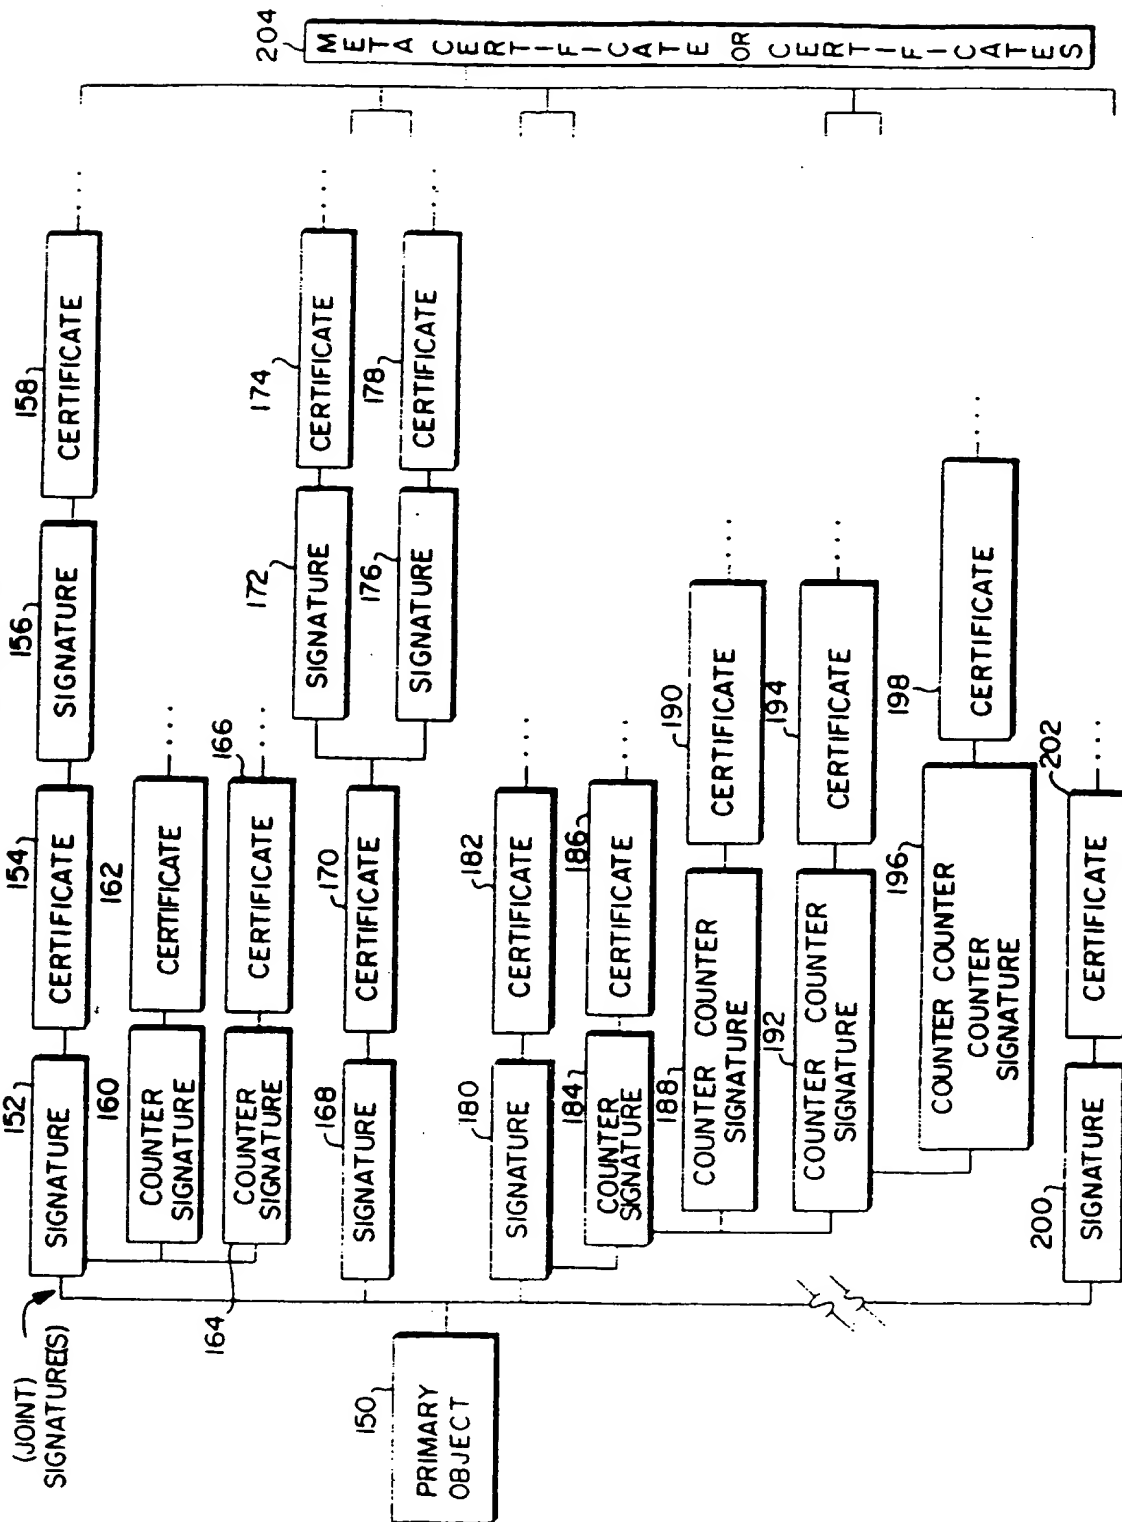 (JOINT)
SIGNATURE(S)
152
SIGNATURE
154
CERTIFICATE
156
SIGNATURE
158
CERTIFICATE
....
160
COUNTER
SIGNATURE
162
CERTIFICATE
....
164
COUNTER
SIGNATURE
166
CERTIFICATE
....
150
PRIMARY
OBJECT
168
SIGNATURE
170
CERTIFICATE
172
SIGNATURE
174
CERTIFICATE
....
176
SIGNATURE
178
CERTIFICATE
....
180
SIGNATURE
182
CERTIFICATE
....
184
COUNTER
SIGNATURE
186
CERTIFICATE
....
188
COUNTER COUNTER
SIGNATURE
190
CERTIFICATE
....
192
COUNTER COUNTER
SIGNATURE
194
CERTIFICATE
....
196
COUNTER COUNTER
COUNTER
SIGNATURE
198
CERTIFICATE
....
200
SIGNATURE
202
CERTIFICATE
....
204
META CERTIFICATE OR CERTIFICATES